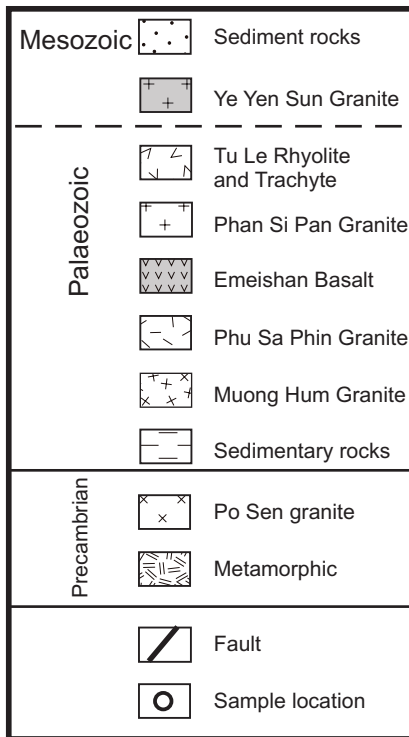 Mesozoic
Sediment rocks
Ye Yen Sun Granite
Palaeozoic
Tu Le Rhyolite
and Trachyte
Phan Si Pan Granite
Emeishan Basalt
Phu Sa Phin Granite
Muong Hum Granite
Sedimentary rocks
Precambrian
Po Sen granite
Metamorphic
Fault
Sample location